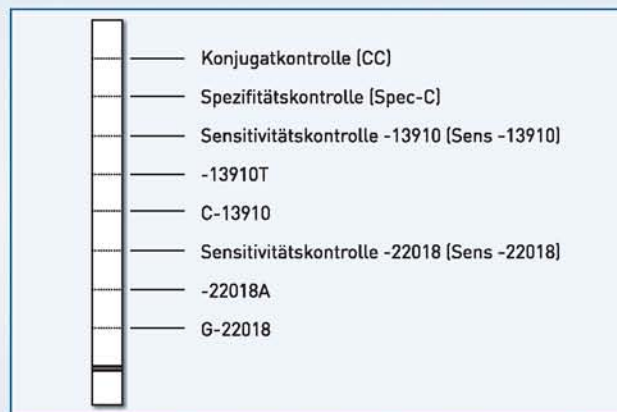 Konjugatkontrolle (CC)
Spezifitätskontrolle (Spec-C)
Sensitivitätskontrolle -13910 (Sens -13910)
-13910T
C-13910
Sensitivitätskontrolle -22018 (Sens -22018)
-22018A
G-22018